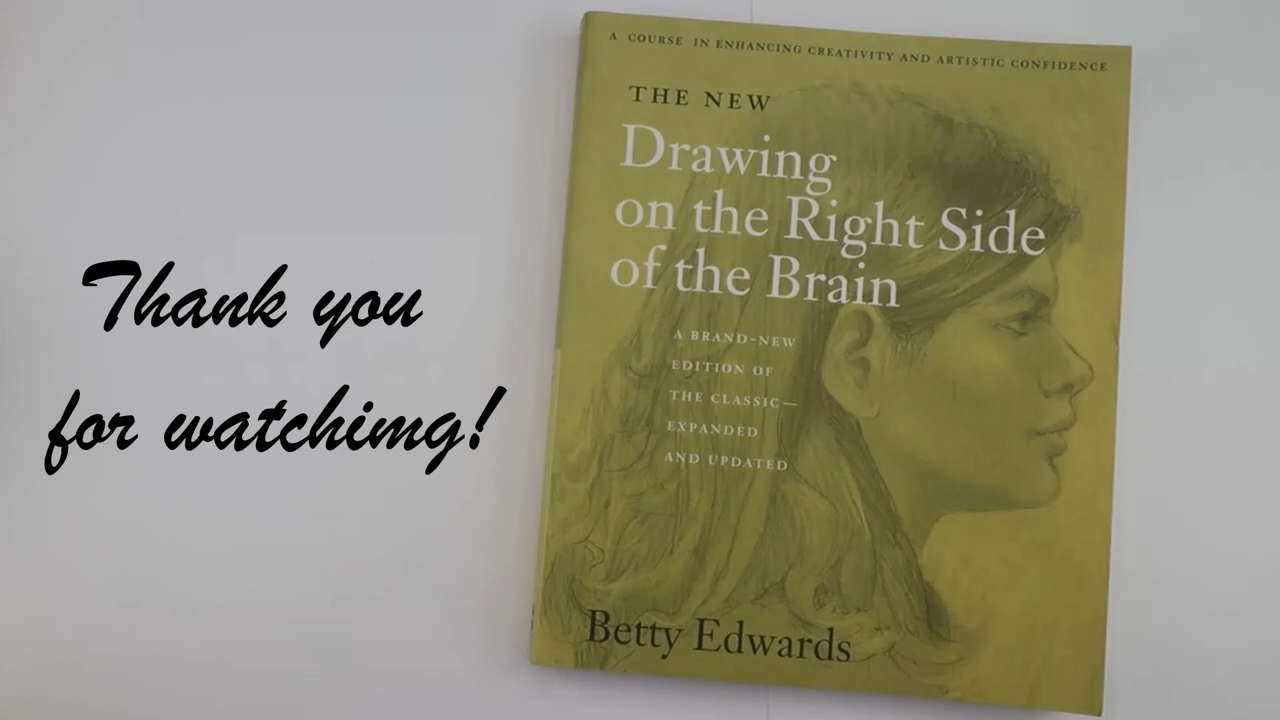 Thank you
for watchimg!
A COURSE IN ENHANCING CREATIVITY AND ARTISTIC CONFIDENCE
THE NEW
Drawing
on the Right Side
of the Brain
A BRAND-NEW
EDITION OF
THE CLASSIC—
EXPANDED
AND UPDATED
Betty Edwards